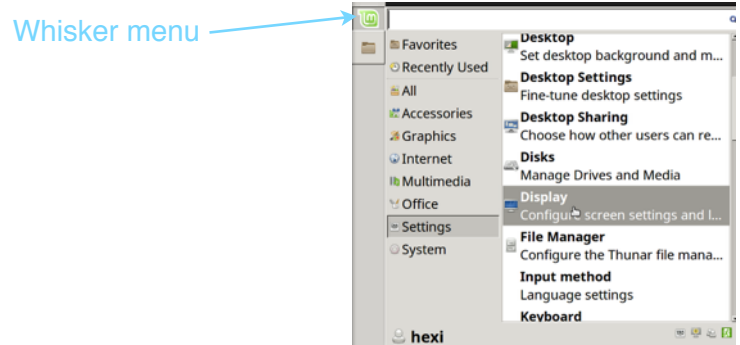 Whisker menu
Favorites
Recently Used
All
Accessories
Graphics
Internet
Multimedia
Office
Settings
System
hexi
Desktop
Set desktop background and m...
Desktop Settings
Fine-tune desktop settings
Desktop Sharing
Choose how other users can re...
Disks
Manage Drives and Media
Display
Configure screen settings and l...
File Manager
Configure the Thunar file mana...
Input method
Language settings
Keyboard